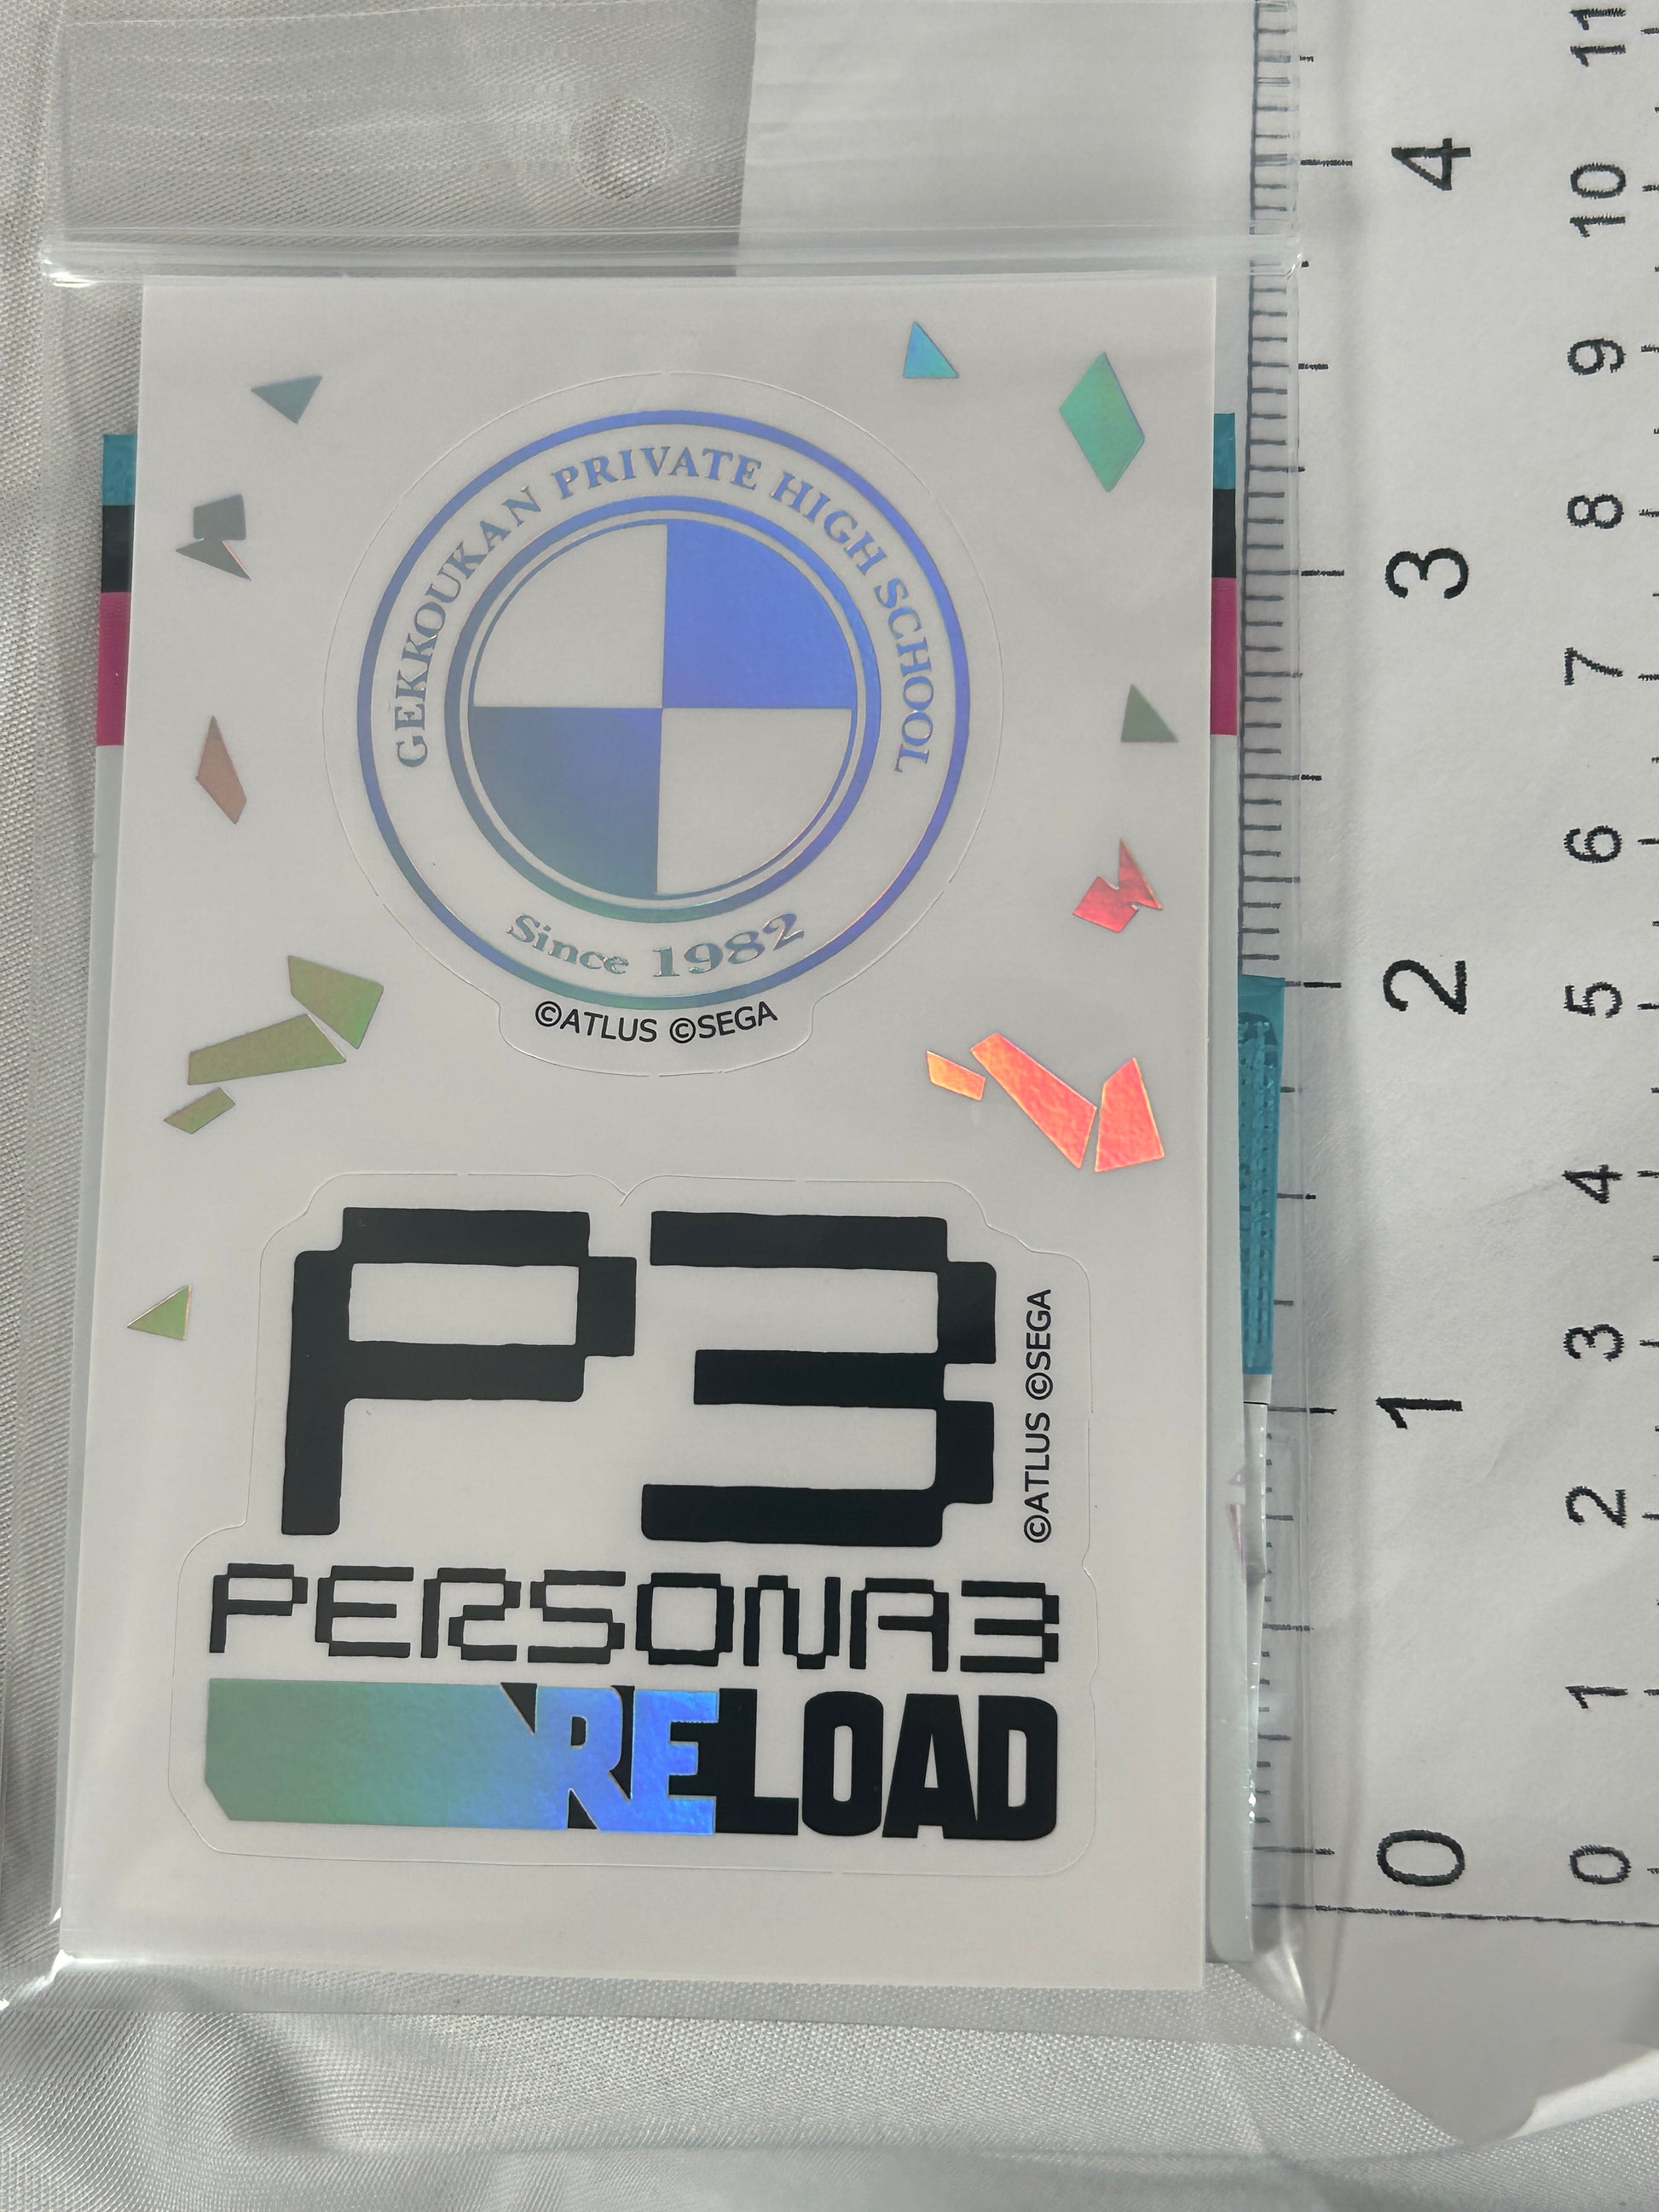 GEKKOUKAN PRIVATE HIGH SCHOOL
Since 1982
©ATLUS ©SEGA
P3
©ATLUS ©SEGA
PERSONA3
RELOAD
4
3
2
1
0
11
10
9
8
7
6
5
4
3
2
1
0